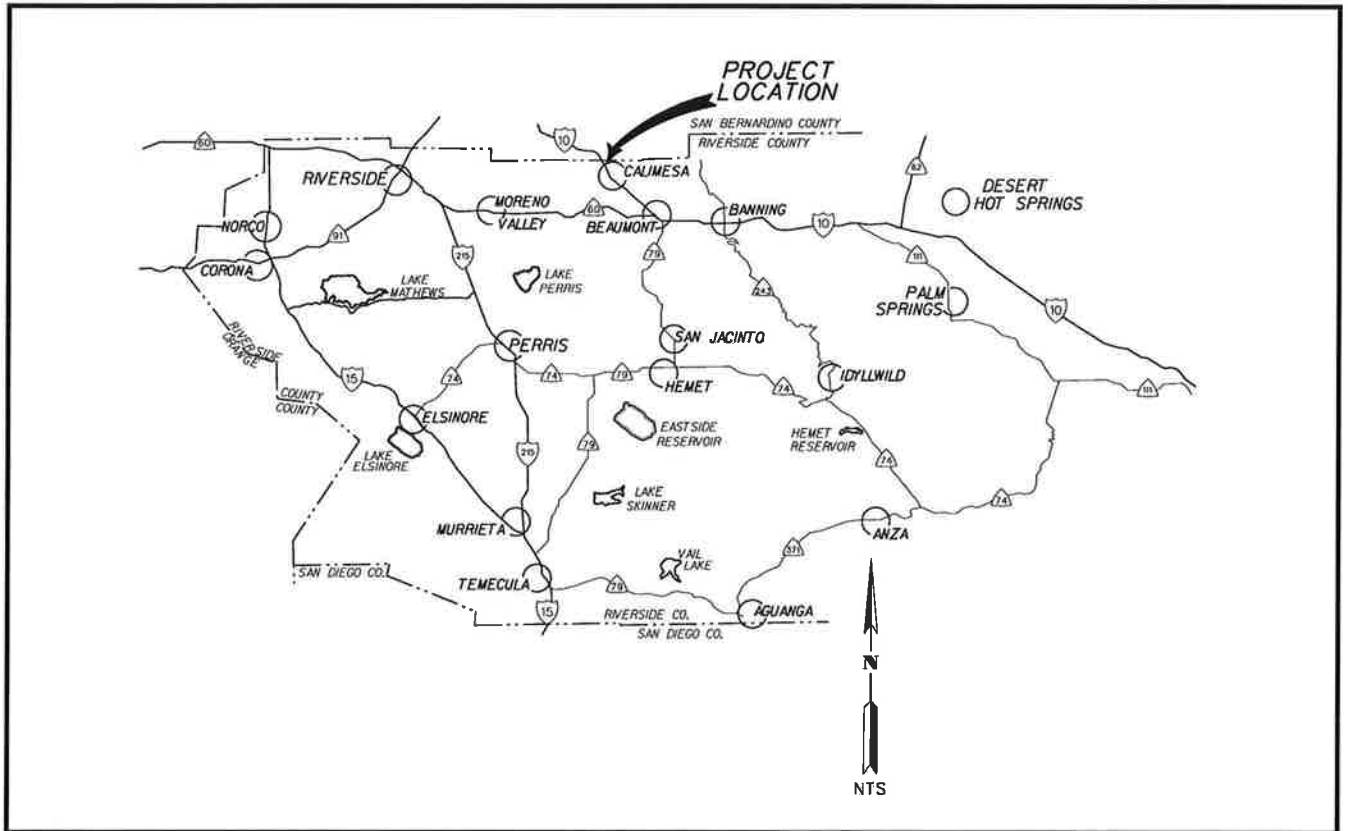 PROJECT
LOCATION
SAN BERNARDINO COUNTY
RIVERSIDE COUNTY
60
10
62
RIVERSIDE
CALIMESA
DESERT
HOT SPRINGS
MORENO
VALLEY
60
BEAUMONT
BANNING
10
NORCO
91
CORONA
215
79
111
LAKE
MATHEWS
LAKE
PERRIS
243
PALM
SPRINGS
10
RIVERSIDE
ORANGE
COUNTY
COUNTY
PERRIS
SAN JACINTO
15
74
74
79
HEMET
74
IDYLLWILD
111
ELSINORE
EASTSIDE
RESERVOIR
HEMET
RESERVOIR
LAKE
ELSINORE
79
215
74
LAKE
SKINNER
74
MURRIETA
ANZA
371
SAN DIEGO CO.
TEMECULA
VAIL
LAKE
79
15
RIVERSIDE CO.
SAN DIEGO CO.
AGUANGA
N
NTS